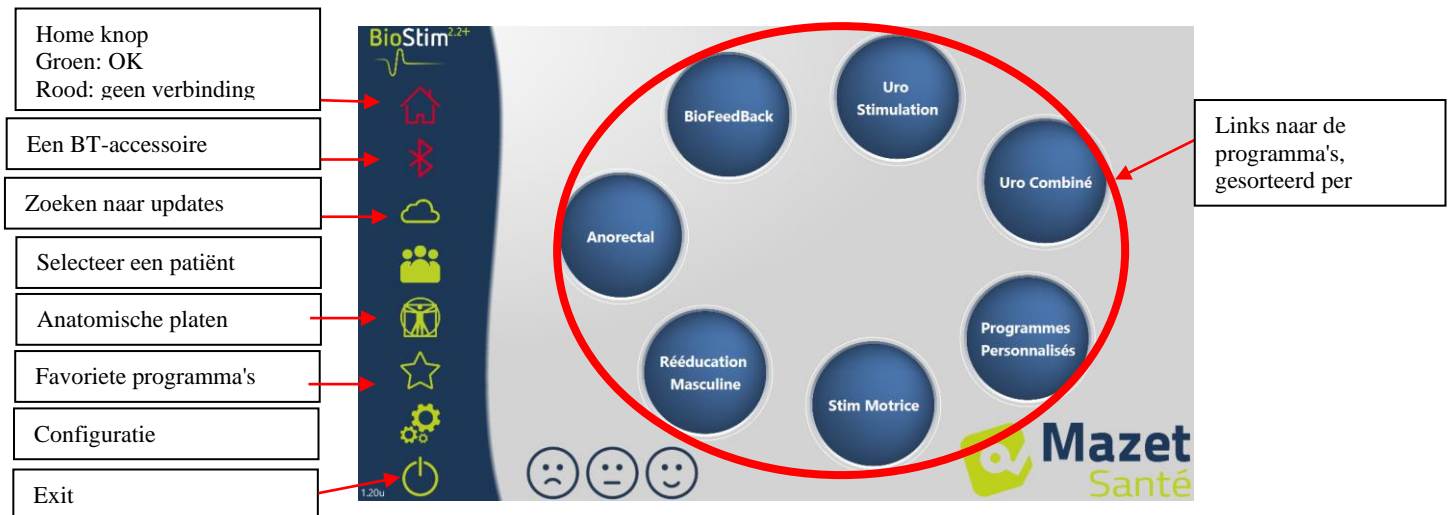 Home knop
Groen: OK
Rood: geen verbinding
Een BT-accessoire
Zoeken naar updates
Selecteer een patiënt
Anatomische platen
Favoriete programma's
Configuratie
Exit
BioStim2.2+
1.20u
BioFeedBack
Uro
Stimulation
Uro Combiné
Anorectal
Programmes
Personnalisés
Rééducation
Masculine
Stim Motrice
Mazet
Santé
Links naar de
programma's,
gesorteerd per